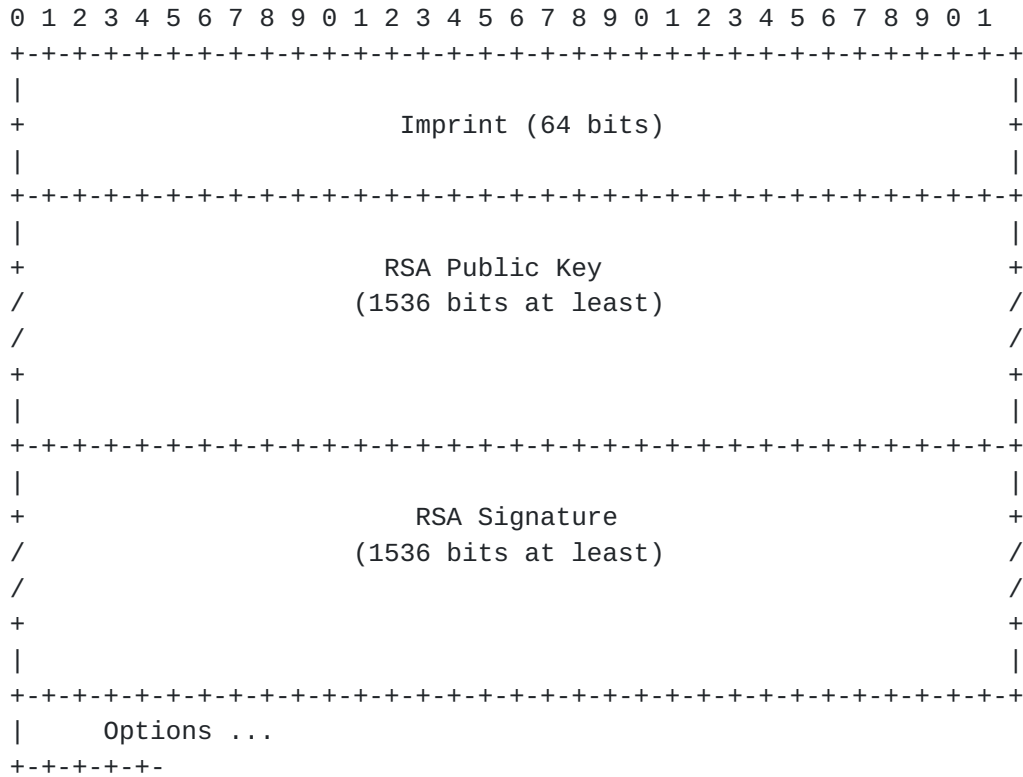 0 1 2 3 4 5 6 7 8 9 0 1 2 3 4 5 6 7 8 9 0 1 2 3 4 5 6 7 8 9 0 1
+-+-+-+-+-+-+-+-+-+-+-+-+-+-+-+-+-+-+-+-+-+-+-+-+-+-+-+-+-+-+-+-+
|                                                               |
+                        Imprint (64 bits)                      +
|                                                               |
+-+-+-+-+-+-+-+-+-+-+-+-+-+-+-+-+-+-+-+-+-+-+-+-+-+-+-+-+-+-+-+-+
|                                                               |
+                       RSA Public Key                          +
/                     (1536 bits at least)                      /
/                                                               /
+                                                               +
|                                                               |
+-+-+-+-+-+-+-+-+-+-+-+-+-+-+-+-+-+-+-+-+-+-+-+-+-+-+-+-+-+-+-+-+
|                                                               |
+                         RSA Signature                         +
/                     (1536 bits at least)                      /
/                                                               /
+                                                               +
|                                                               |
+-+-+-+-+-+-+-+-+-+-+-+-+-+-+-+-+-+-+-+-+-+-+-+-+-+-+-+-+-+-+-+-+
|     Options ...
+-+-+-+-+-